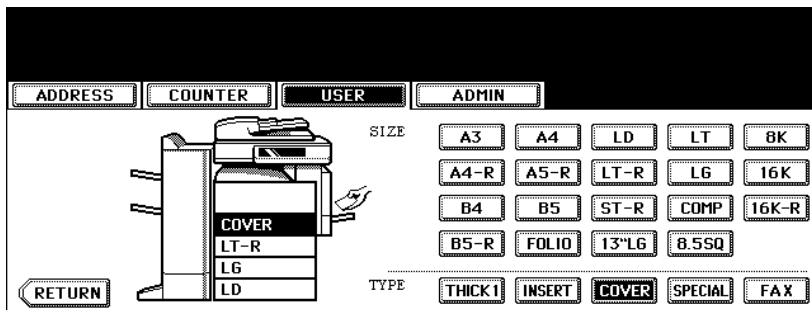 ADDRESS COUNTER USER ADMIN
SIZE A3 A4 LD LT 8K
A4-R A5-R LT-R LG 16K
B4 B5 ST-R COMP 16K-R
B5-R FOLIO 13"LG 8.5SQ
COVER
LT-R
LG
LD
TYPE THICK1 INSERT COVER SPECIAL FAX
RETURN